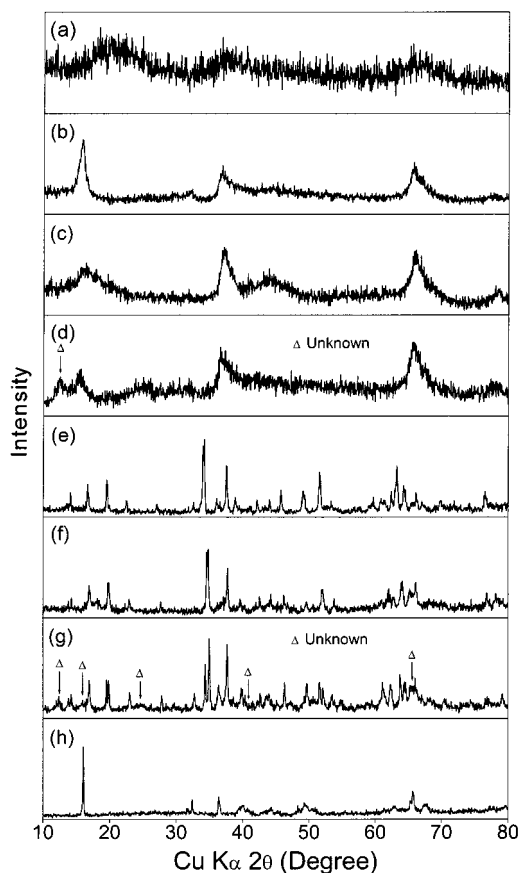 (a)
(b)
(c)
(d)
Δ
Δ Unknown
(e)
(f)
(g)
Δ Unknown
Δ
Δ
Δ
Δ
Δ
(h)
Intensity
10 20 30 40 50 60 70 80
Cu Kα 2θ (Degree)